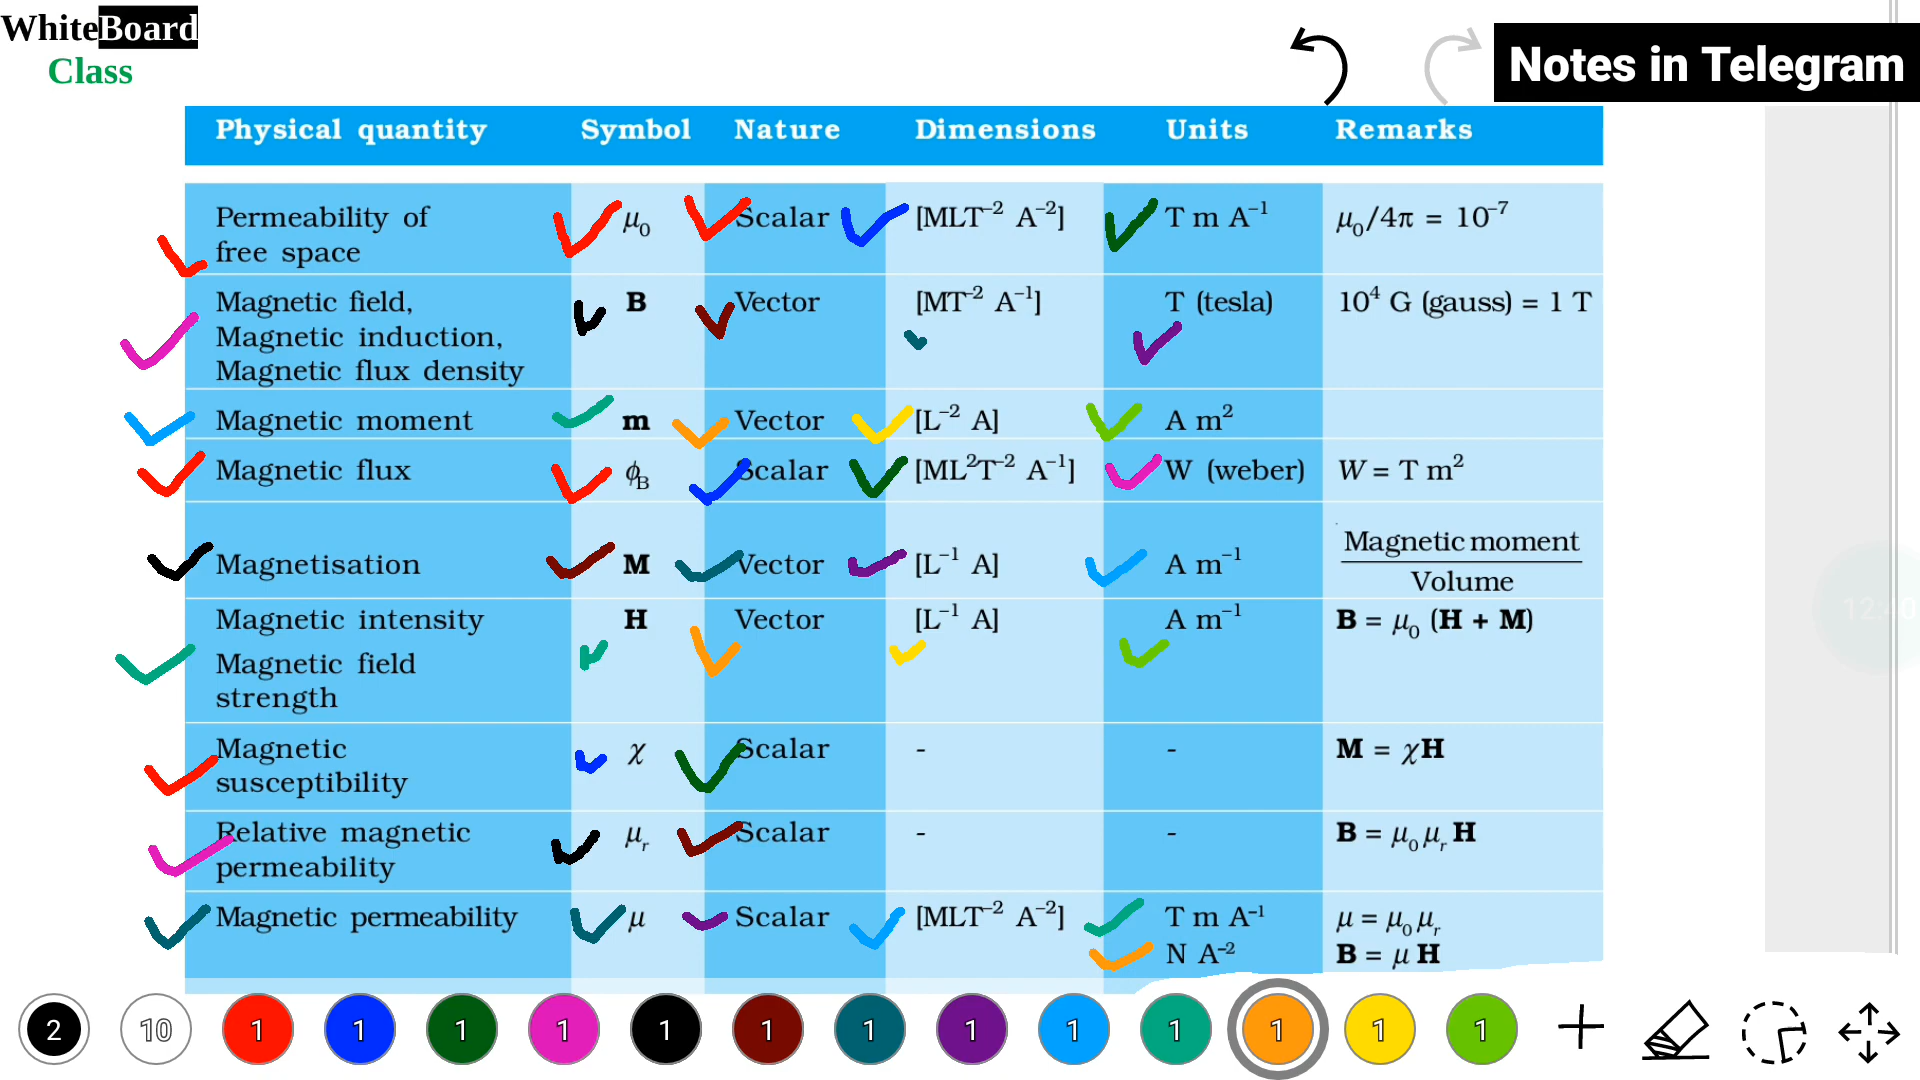 WhiteBoard
Class
Notes in Telegram
Physical quantity Symbol Nature Dimensions Units Remarks
Permeability of free space μ₀ Scalar [MLT⁻² A⁻²] T m A⁻¹ μ₀/4π = 10⁻⁷
Magnetic field, Magnetic induction, Magnetic flux density B Vector [MT⁻² A⁻¹] T (tesla) 10⁴ G (gauss) = 1 T
Magnetic moment m Vector [L⁻² A] A m²
Magnetic flux ϕ_B Scalar [ML²T⁻² A⁻¹] W (weber) W = T m²
Magnetisation M Vector [L⁻¹ A] A m⁻¹ Magnetic moment / Volume
Magnetic intensity H Vector [L⁻¹ A] A m⁻¹ B = μ₀ (H + M)
Magnetic field
strength
Magnetic susceptibility χ Scalar - - M = χH
Relative magnetic permeability μᵣ Scalar - - B = μ₀ μᵣ H
Magnetic permeability μ Scalar [MLT⁻² A⁻²] T m A⁻¹ μ = μ₀ μᵣ
N A⁻² B = μ H
2 10 1 1 1 1 1 1 1 1 1 1 1 1 1